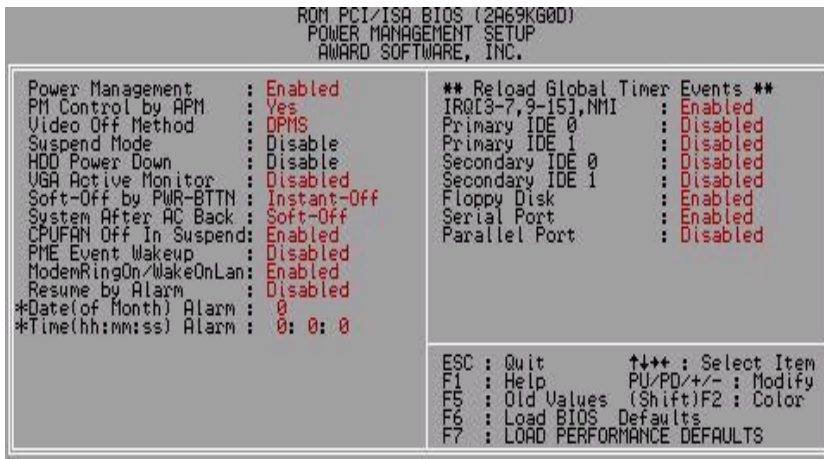 ROM PCI/ISA BIOS (2A69KG0D)
POWER MANAGEMENT SETUP
AWARD SOFTWARE, INC.
Power Management : Enabled
PM Control by APM : Yes
Video Off Method : DPMS
Suspend Mode : Disable
HDD Power Down : Disable
VGA Active Monitor : Disabled
Soft-Off by PWR-BTTN : Instant-Off
System After AC Back : Soft-Off
CPUFAN Off In Suspend: Enabled
PME Event Wakeup : Disabled
ModemRingOn/WakeOnLan: Enabled
Resume by Alarm : Disabled
*Date(of Month) Alarm : 0
*Time(hh:mm:ss) Alarm : 0: 0: 0
** Reload Global Timer Events **
IRQ[3-7,9-15],NMI : Enabled
Primary IDE 0 : Disabled
Primary IDE 1 : Disabled
Secondary IDE 0 : Disabled
Secondary IDE 1 : Disabled
Floppy Disk : Enabled
Serial Port : Enabled
Parallel Port : Disabled
ESC : Quit ↑↓→← : Select Item
F1 : Help PU/PD/+/- : Modify
F5 : Old Values (Shift)F2 : Color
F6 : Load BIOS Defaults
F7 : LOAD PERFORMANCE DEFAULTS